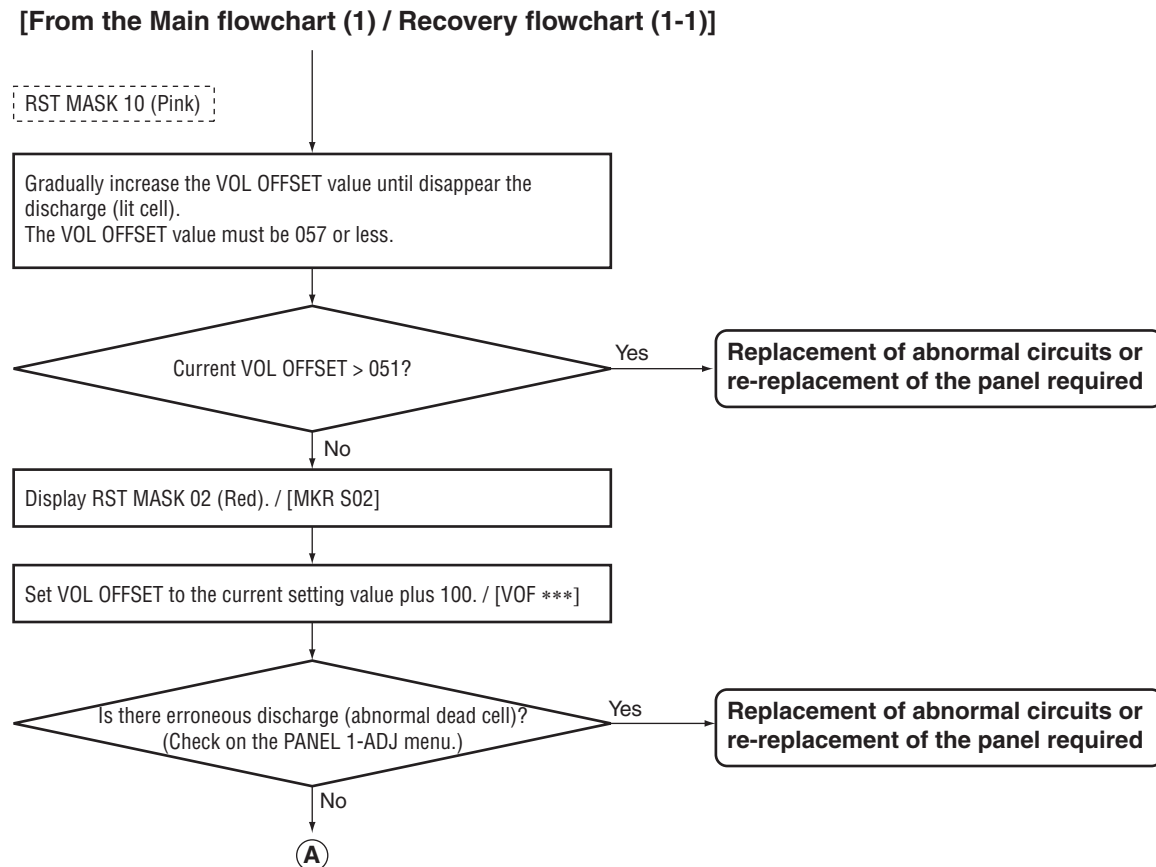 [From the Main flowchart (1) / Recovery flowchart (1-1)]
RST MASK 10 (Pink)
Gradually increase the VOL OFFSET value until disappear the
discharge (lit cell).
The VOL OFFSET value must be 057 or less.
Current VOL OFFSET > 051?
Yes
Replacement of abnormal circuits or
re-replacement of the panel required
No
Display RST MASK 02 (Red). / [MKR S02]
Set VOL OFFSET to the current setting value plus 100. / [VOF ***]
Is there erroneous discharge (abnormal dead cell)?
(Check on the PANEL 1-ADJ menu.)
Yes
Replacement of abnormal circuits or
re-replacement of the panel required
No
A